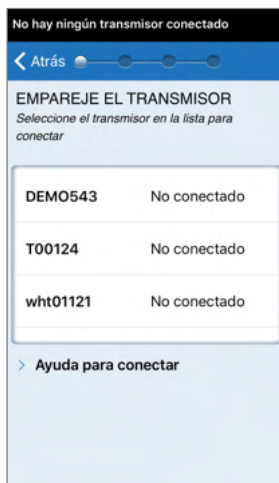 No hay ningún transmisor conectado
Atrás
EMPAREJE EL TRANSMISOR
Seleccione el transmisor en la lista para
conectar
DEMO543 No conectado
T00124 No conectado
wht01121 No conectado
Ayuda para conectar